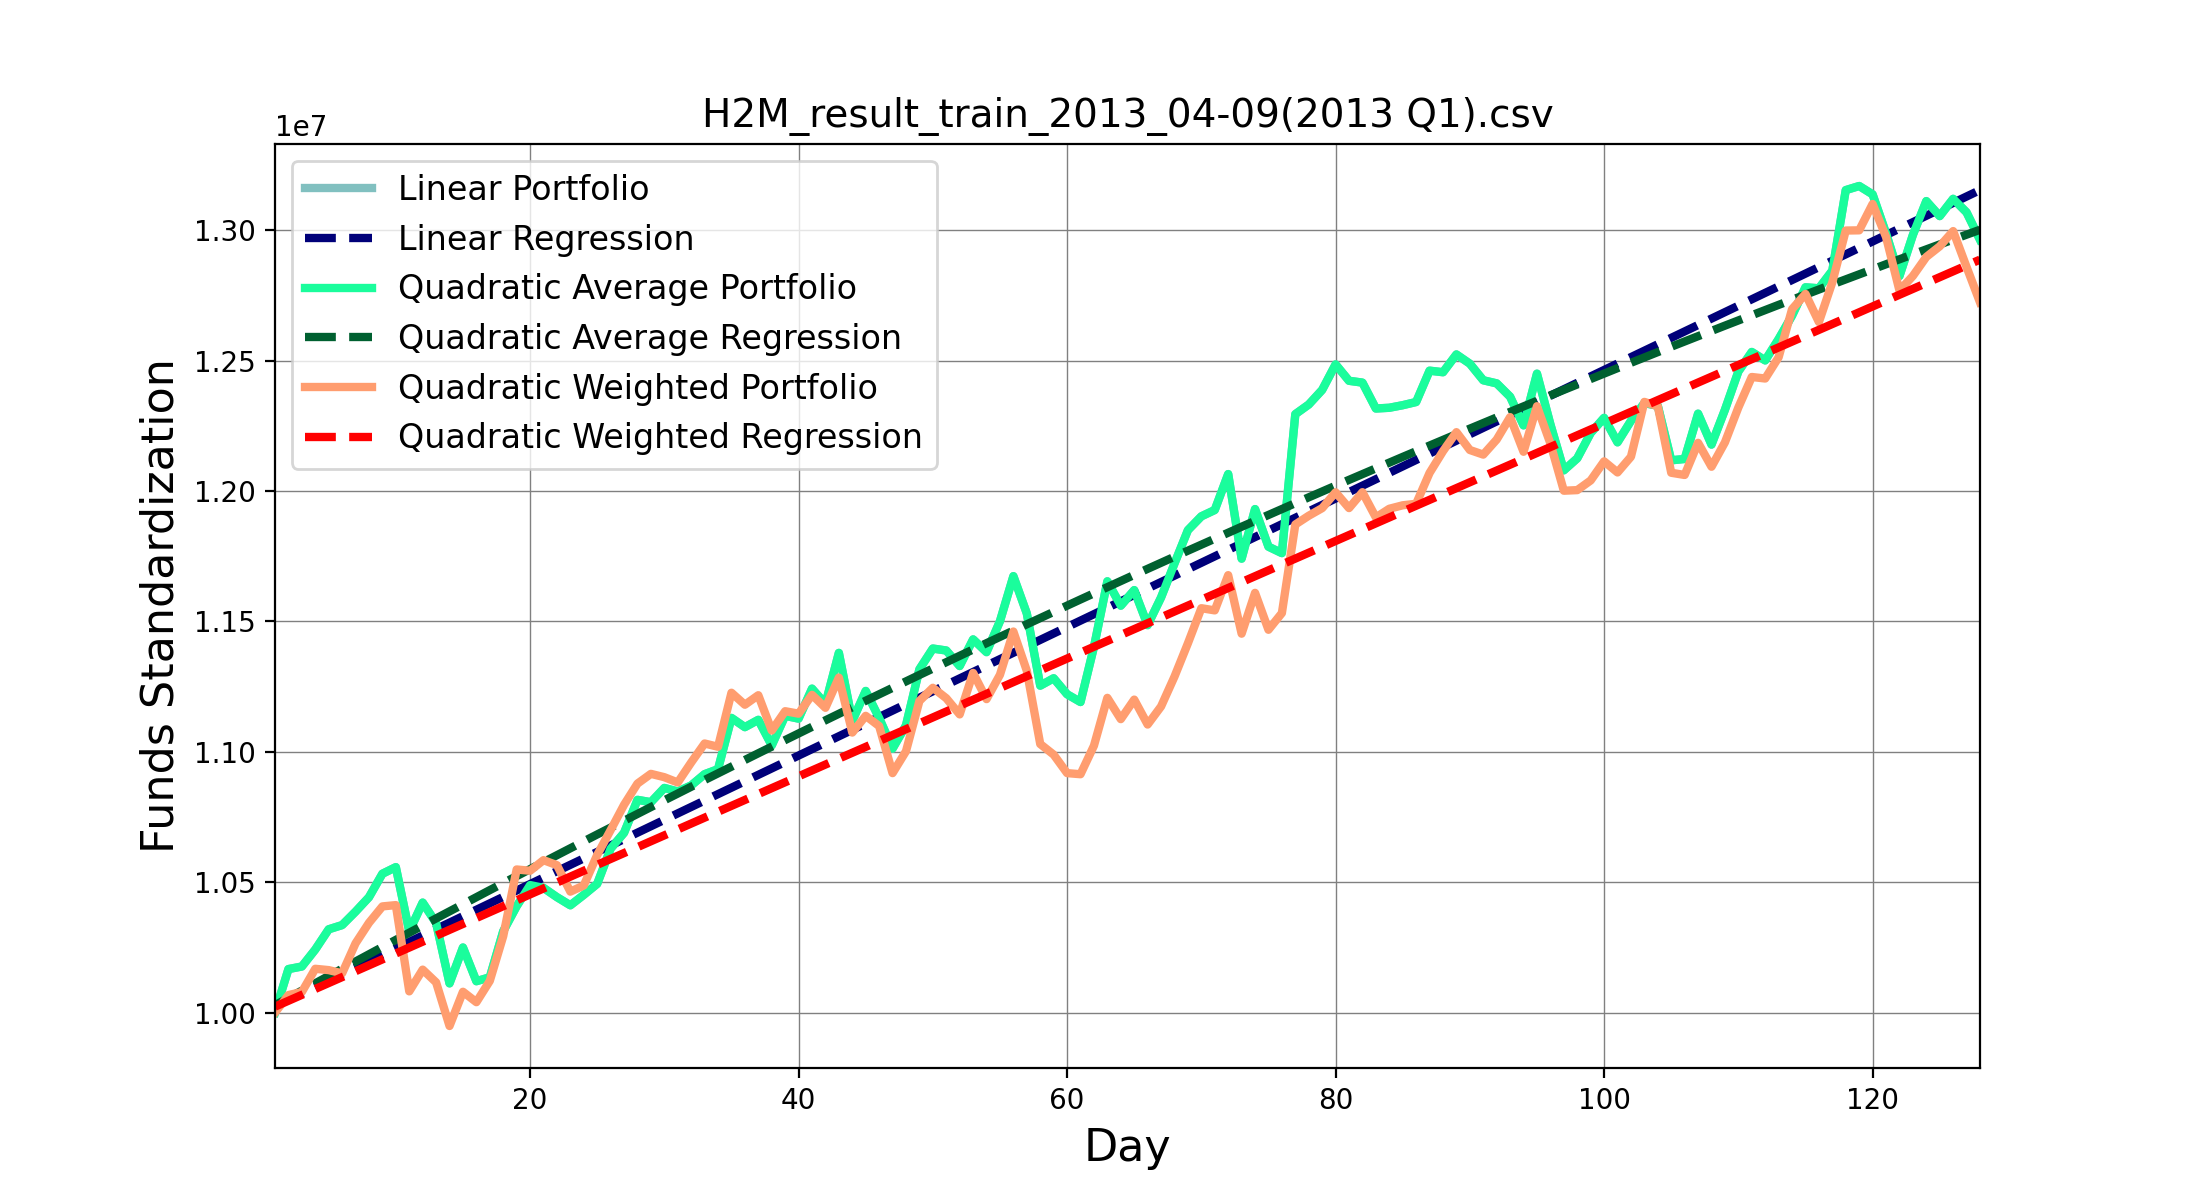 H2M_result_train_2013_04-09(2013 Q1).csv
1e7
Linear Portfolio
Linear Regression
Quadratic Average Portfolio
Quadratic Average Regression
Quadratic Weighted Portfolio
Quadratic Weighted Regression
Funds Standardization
1.30
1.25
1.20
1.15
1.10
1.05
1.00
20 40 60 80 100 120
Day